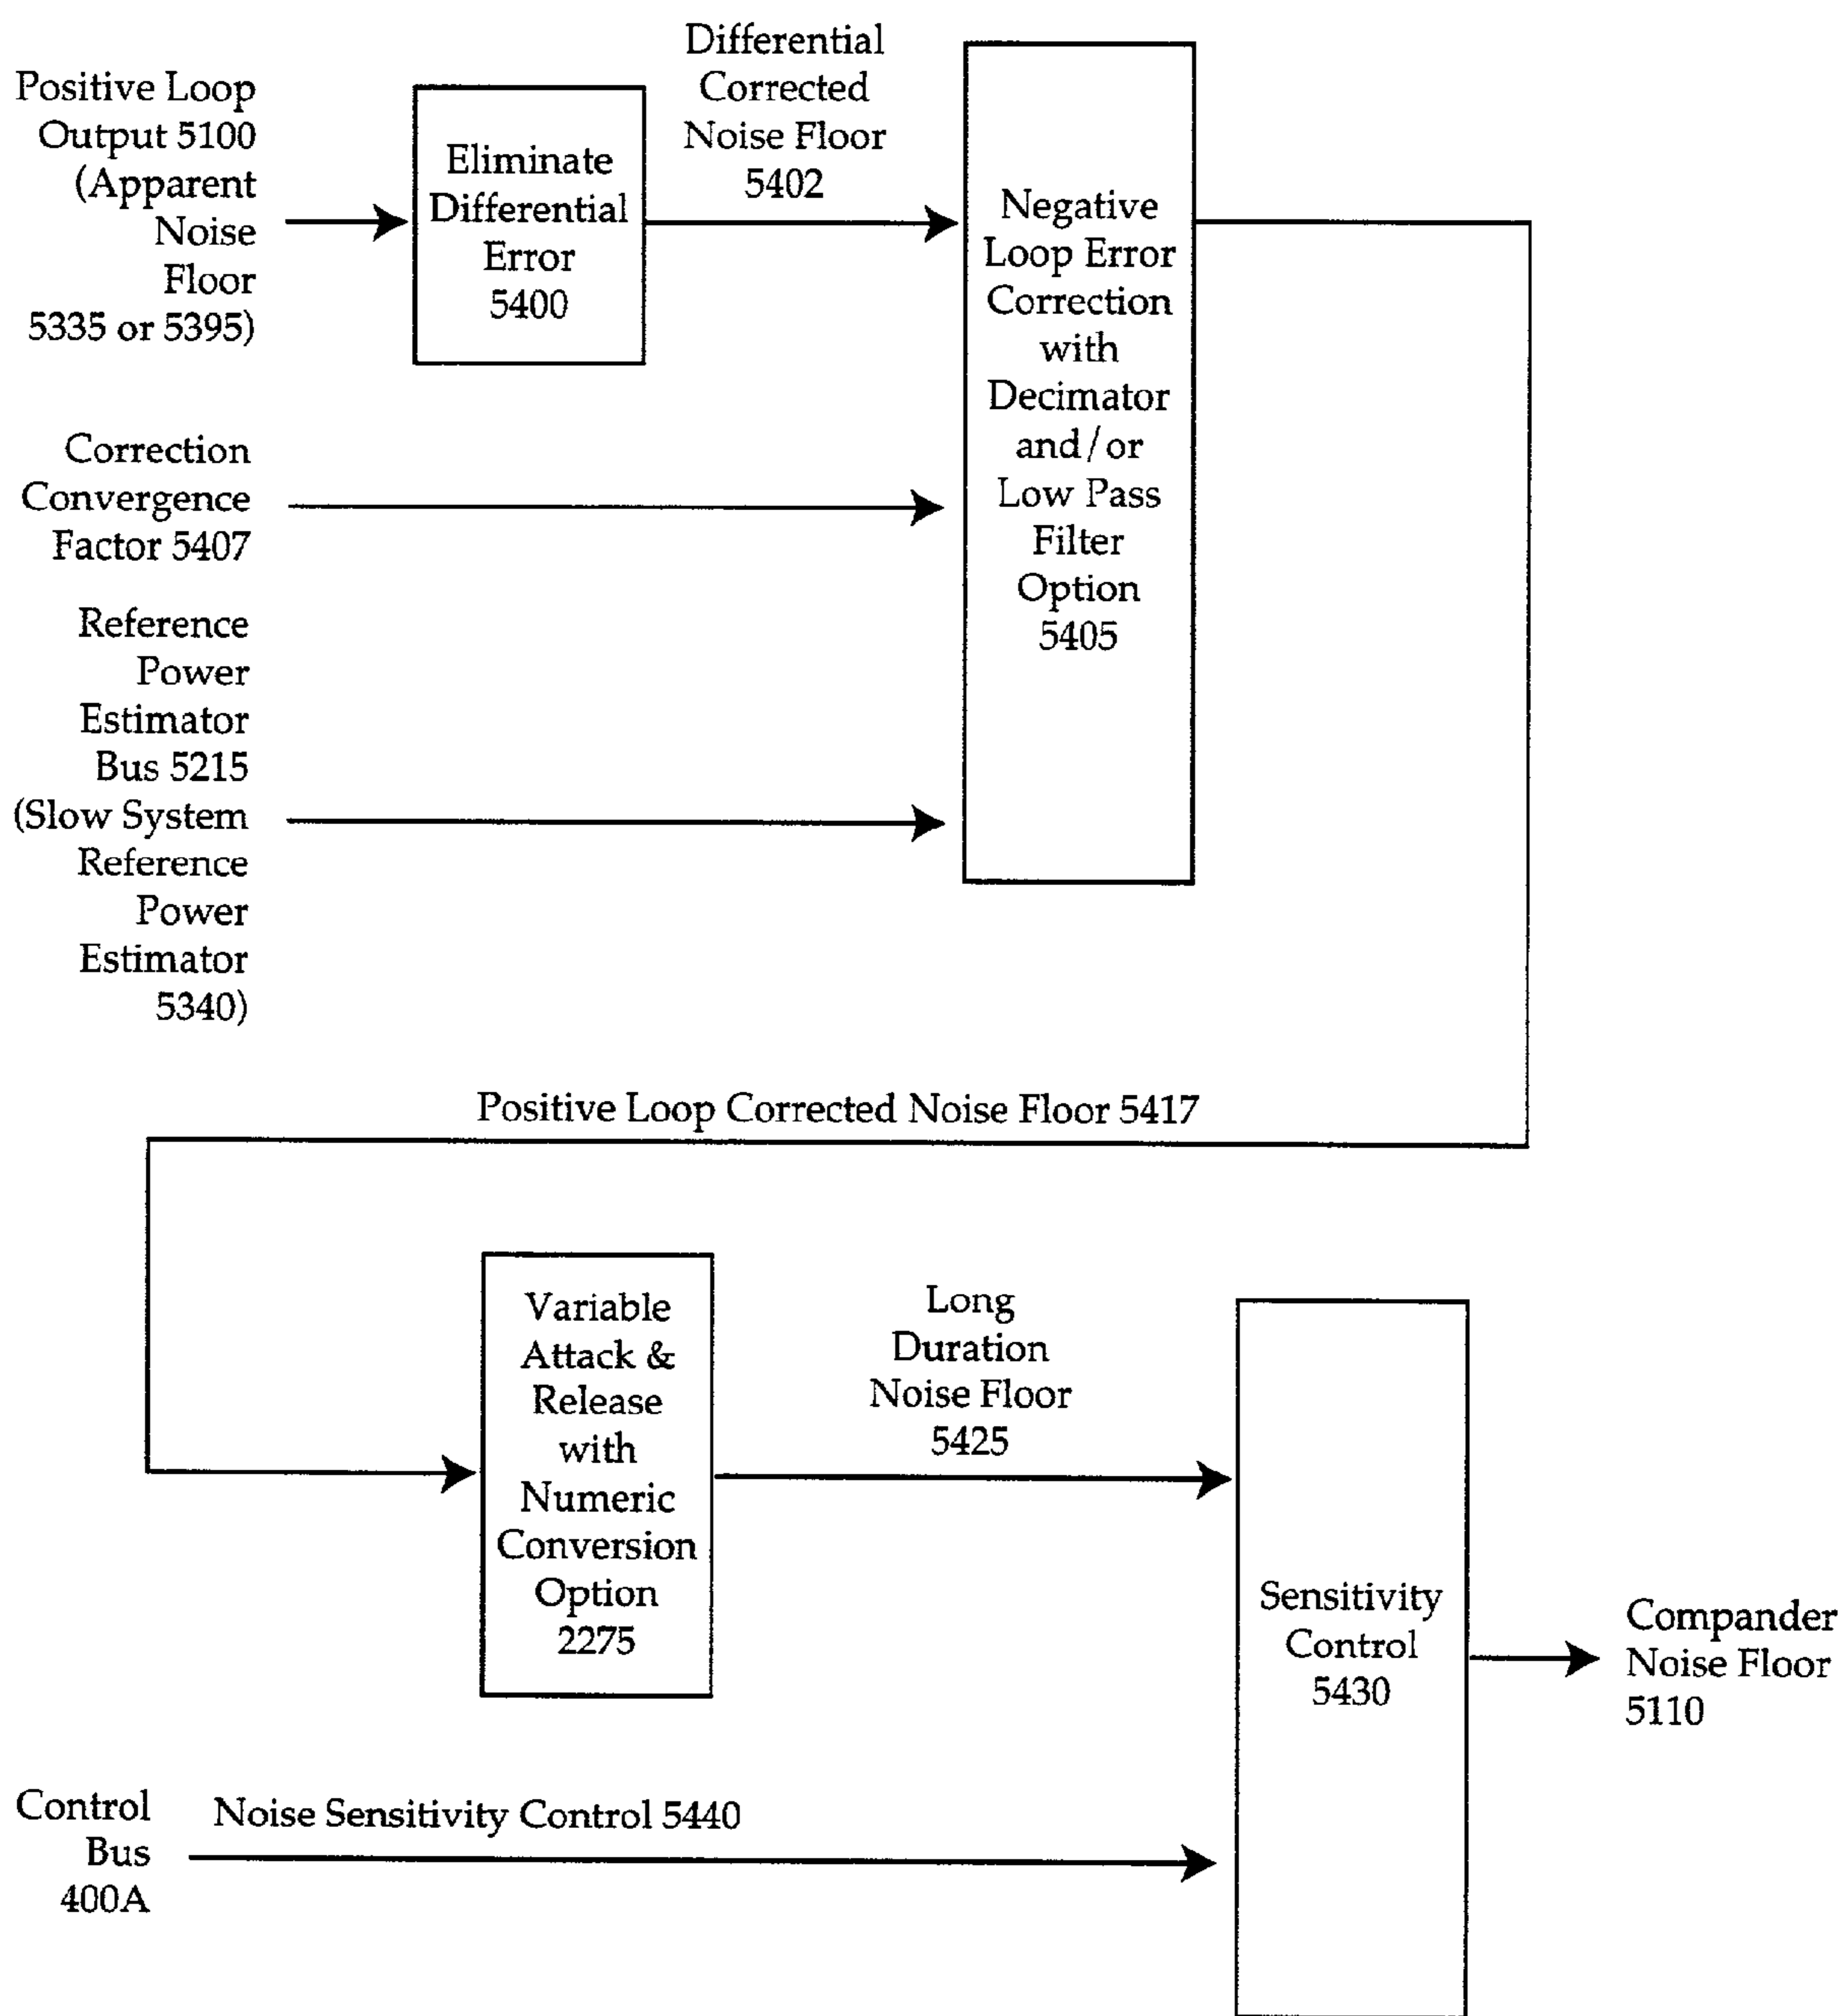 Positive Loop
Output 5100
(Apparent
Noise
Floor
5335 or 5395)
Eliminate
Differential
Error
5400
Differential
Corrected
Noise Floor
5402
Negative
Loop Error
Correction
with
Decimator
and/or
Low Pass
Filter
Option
5405
Correction
Convergence
Factor 5407
Reference
Power
Estimator
Bus 5215
(Slow System
Reference
Power
Estimator
5340)
Positive Loop Corrected Noise Floor 5417
Variable
Attack &
Release
with
Numeric
Conversion
Option
2275
Long
Duration
Noise Floor
5425
Sensitivity
Control
5430
Compander
Noise Floor
5110
Control
Bus
400A
Noise Sensitivity Control 5440